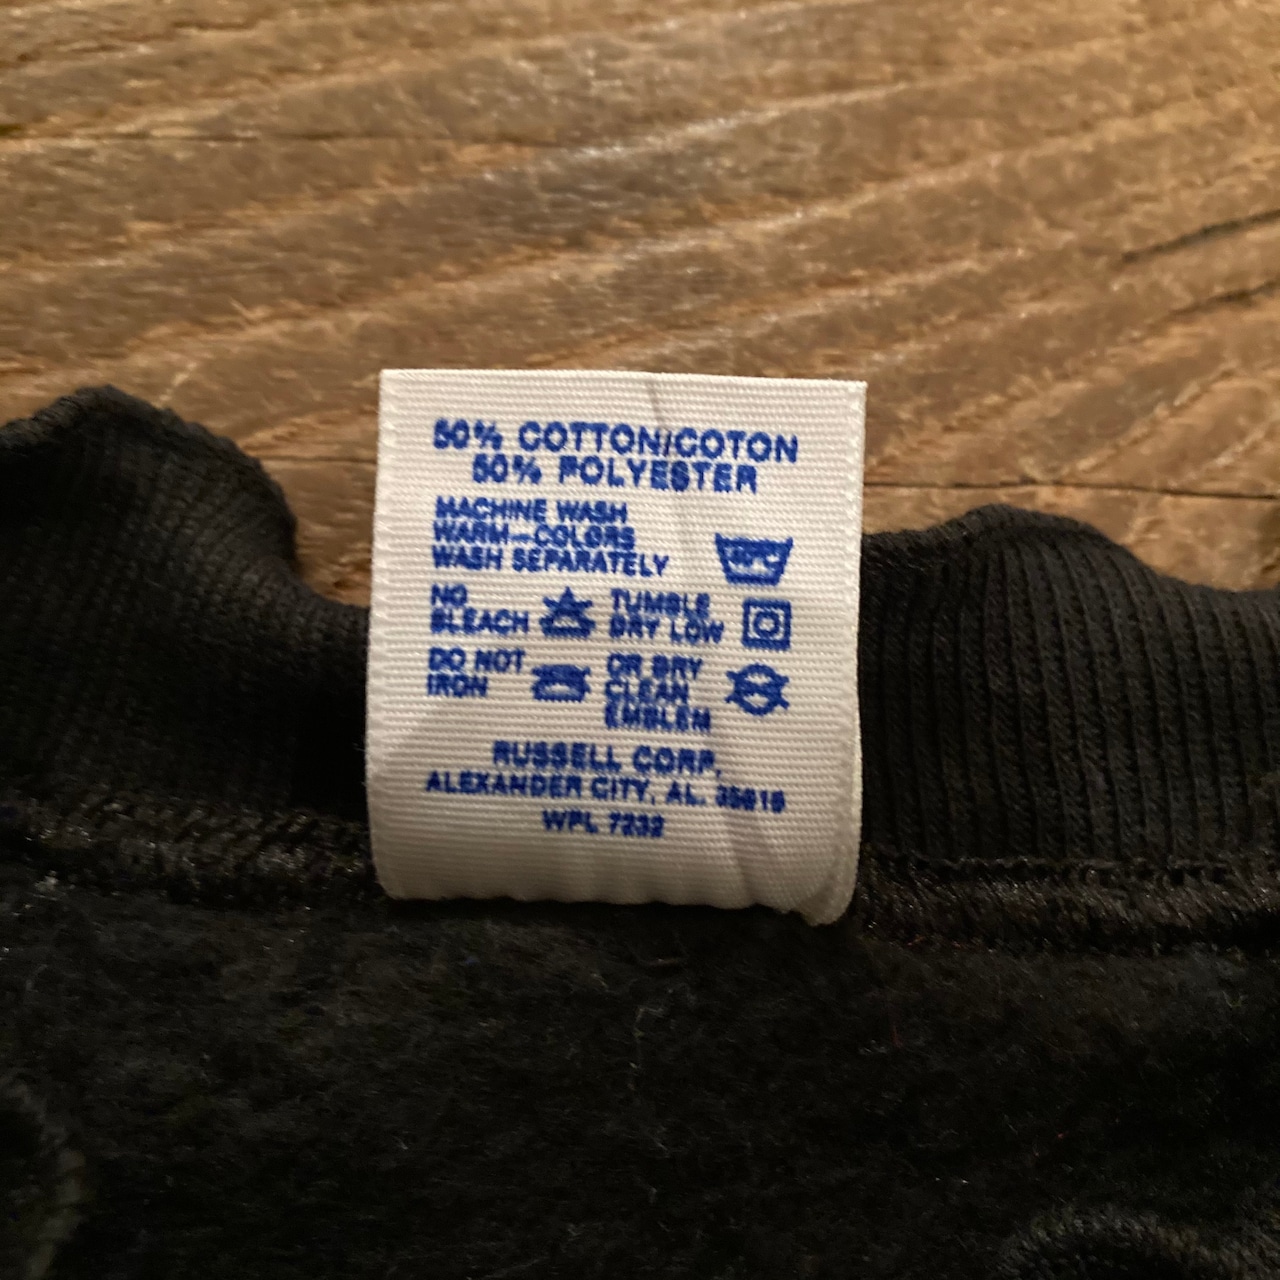 50% COTTON/COTON
50% POLYESTER
MACHINE WASH
WARM—COLORS
WASH SEPARATELY
40°C
NO
BLEACH
TUMBLE
DRY LOW
DO NOT
IRON
OR DRY
CLEAN
EMBLEM
RUSSELL CORP.
ALEXANDER CITY, AL.
WPL 7232